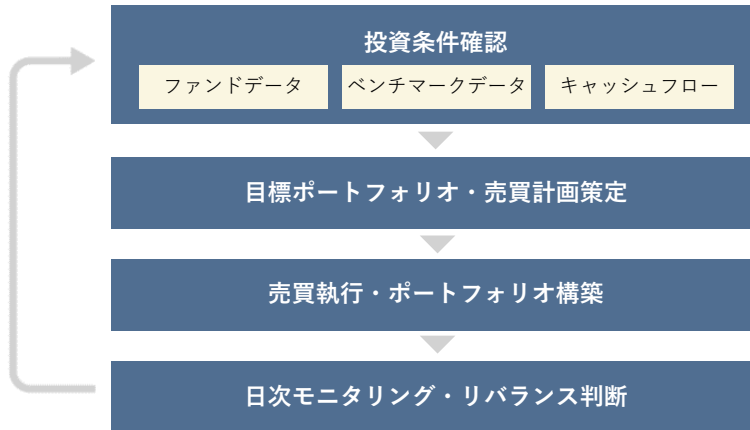 投資条件確認
ファンドデータ
ベンチマークデータ
キャッシュフロー
目標ポートフォリオ・売買計画策定
売買執行・ポートフォリオ構築
日次モニタリング・リバランス判断